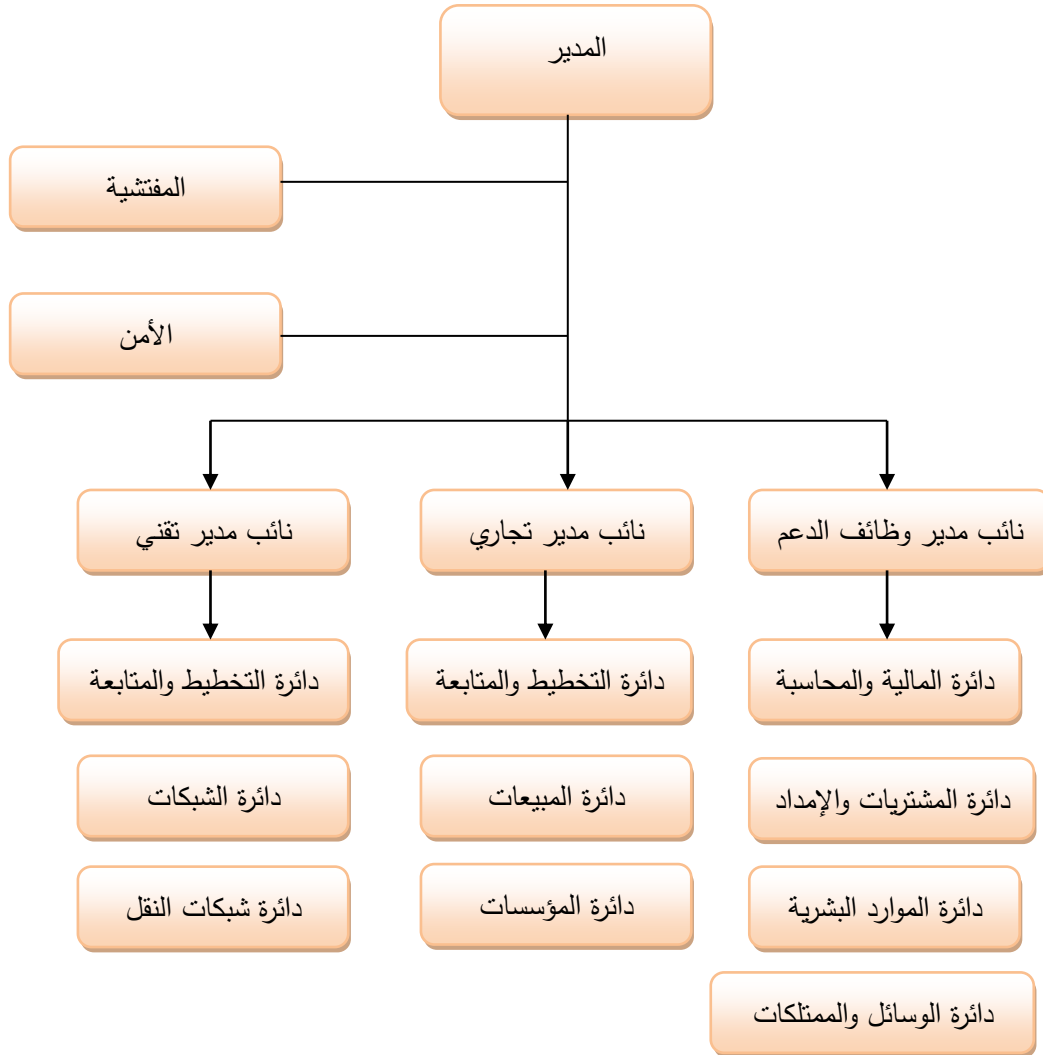 المدير
المفتشية
الأمن
نائب مدير وظائف الدعم
نائب مدير تجاري
نائب مدير تقني
دائرة المالية والمحاسبة
دائرة التخطيط والمتابعة
دائرة التخطيط والمتابعة
دائرة المشتريات والإمداد
دائرة المبيعات
دائرة الشبكات
دائرة الموارد البشرية
دائرة المؤسسات
دائرة شبكات النقل
دائرة الوسائل والممتلكات